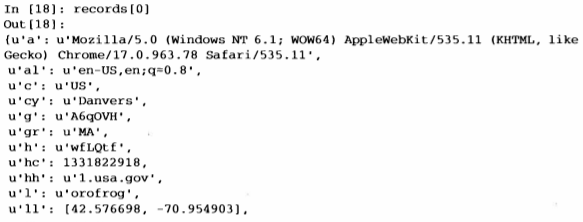 In [18]: records[0]
Out[18]:
{u'a': u'Mozilla/5.0 (Windows NT 6.1; WOW64) AppleWebKit/535.11 (KHTML, like
Gecko) Chrome/17.0.963.78 Safari/535.11',
u'al': u'en-US,en;q=0.8',
u'c': u'US',
u'cy': u'Danvers',
u'g': u'A6qOVH',
u'gr': u'MA',
u'h': u'wfLQtf',
u'hc': 1331822918,
u'hh': u'1.usa.gov',
u'l': u'orofrog',
u'll': [42.576698, -70.954903],